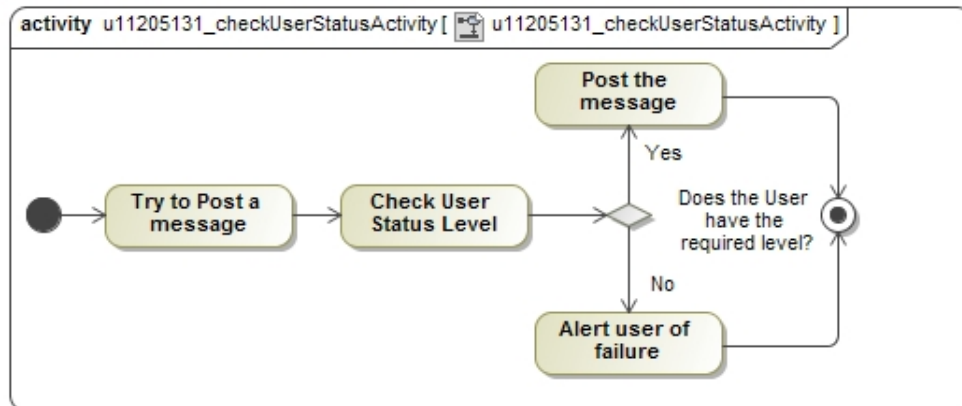 activity u11205131_checkUserStatusActivity [ u11205131_checkUserStatusActivity ]
Post the
message
Yes
Try to Post a
message
Check User
Status Level
Does the User
have the
required level?
No
Alert user of
failure